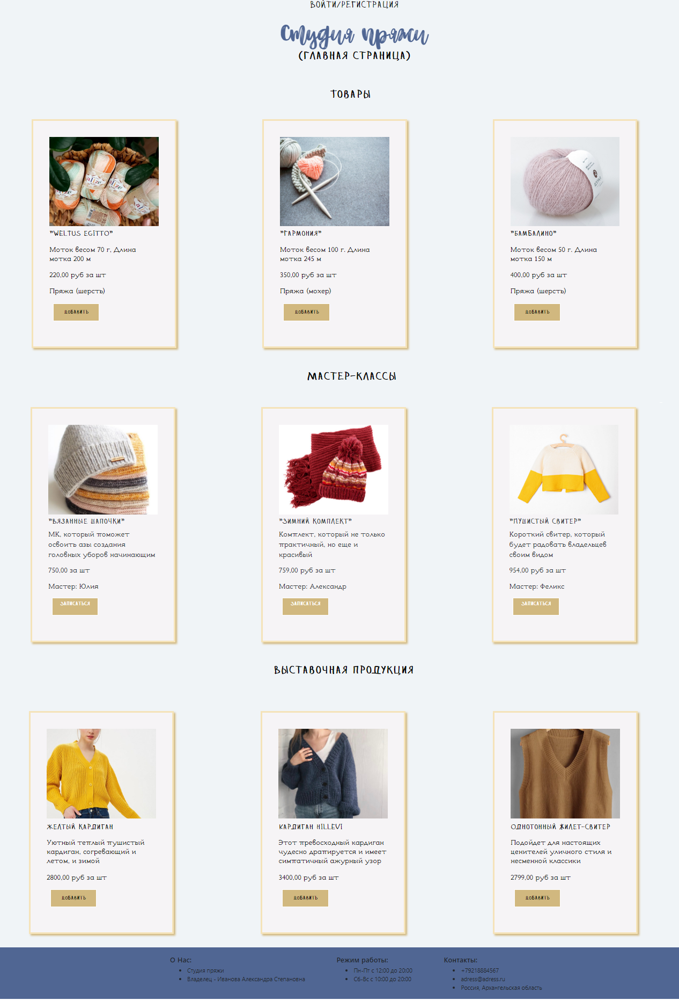 ВОЙТИ/РЕГИСТРАЦИЯ
Студия пряжи
(ГЛАВНАЯ СТРАНИЦА)
ТОВАРЫ
alize
alize
alize
alize
"WELTUS EGITTO"
Моток весом 70 г, Длина
мотка 200 м
220,00 руб за шт
Пряжа (шерсть)
ДОБАВИТЬ
"ГАРМОНИЯ"
Моток весом 100 г. Длина
мотка 245 м
350,00 руб за шт
Пряжа (мохер)
ДОБАВИТЬ
"БАМБАЛИНО"
Моток весом 50 г. Длина
мотка 150 м
400,00 руб за шт
Пряжа (шерсть)
ДОБАВИТЬ
МАСТЕР-КЛАССЫ
"ВЯЗАННЫЕ ШАПОЧКИ"
МК, который поможет
освоить азы создания
головных уборов начинающим
750,00 за шт
Мастер: Юлия
ЗАПИСАТЬСЯ
"ЗИМНИЙ КОМПЛЕКТ"
Комплект, который не только
практичный, но еще и
красивый
759,00 руб за шт
Мастер: Александр
ЗАПИСАТЬСЯ
"ПУШИСТЫЙ СВИТЕР"
Короткий свитер, который
будет радовать владельцев
своим видом
954,00 руб за шт
Мастер: Феликс
ЗАПИСАТЬСЯ
ВЫСТАВОЧНАЯ ПРОДУКЦИЯ
ЖЕЛТЫЙ КАРДИГАН
Уютный теплый пушистый
кардиган, согревающий и
летом, и зимой
2800,00 руб за шт
ДОБАВИТЬ
КАРДИГАН HILLEVI
Этот превосходный кардиган
чудесно драпируется и имеет
симпатичный ажурный узор
3400,00 руб за шт
ДОБАВИТЬ
ОДНОТОННЫЙ ЖИЛЕТ-СВИТЕР
Подойдет для настоящих
ценителей уличного стиля и
несменной классики
2799,00 руб за шт
ДОБАВИТЬ
О Нас:
• Студия пряжи
• Владелец - Иванова Александра Степановна
Режим работы:
• Пн-Пт с 12:00 до 20:00
• Сб-Вс с 10:00 до 20:00
Контакты:
• +79218884567
• adress@adress.ru
• Россия, Архангельская область